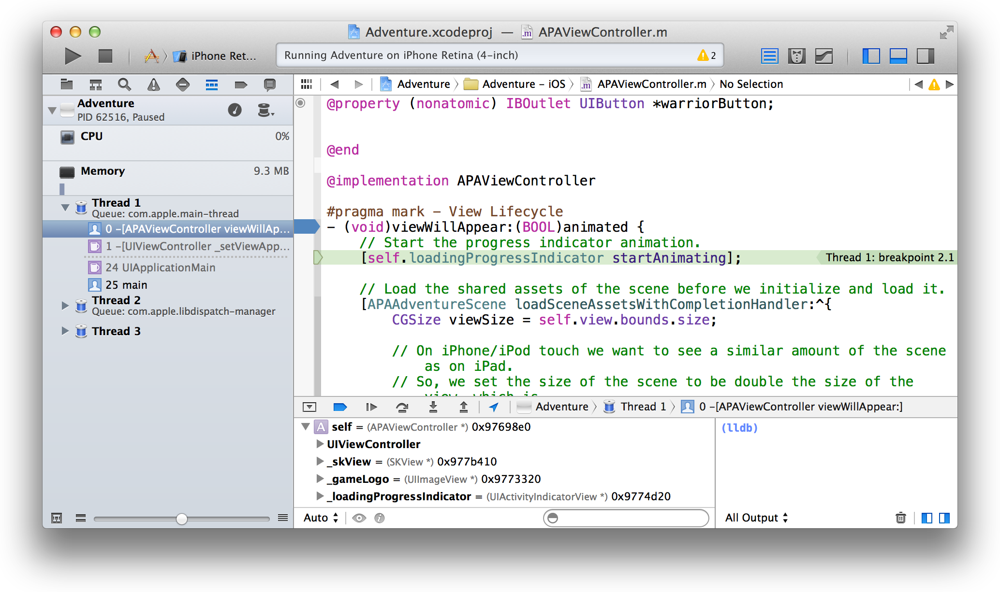 Adventure.xcodeproj — APAViewController.m
iPhone Ret...
Running Adventure on iPhone Retina (4-inch)
2
Adventure
PID 62516, Paused
CPU 0%
Memory 9.3 MB
Thread 1
Queue: com.apple.main-thread
0 -[APAViewController viewWillAp...
1 -[UIViewController _setViewApp...
24 UIApplicationMain
25 main
Thread 2
Queue: com.apple.libdispatch-manager
Thread 3
Adventure Adventure - iOS APAViewController.m No Selection
@property (nonatomic) IBOutlet UIButton *warriorButton;
@end
@implementation APAViewController
#pragma mark - View Lifecycle
- (void)viewWillAppear:(BOOL)animated {
// Start the progress indicator animation.
[self.loadingProgressIndicator startAnimating];
Thread 1: breakpoint 2.1
// Load the shared assets of the scene before we initialize and load it.
[APAAdventureScene loadSceneAssetsWithCompletionHandler:^{
CGSize viewSize = self.view.bounds.size;
// On iPhone/iPod touch we want to see a similar amount of the scene
as on iPad.
// So, we set the size of the scene to be double the size of the
view, which is
Adventure Thread 1 0 -[APAViewController viewWillAppear:]
A self = (APAViewController *) 0x97698e0
UIViewController
_skView = (SKView *) 0x977b410
_gameLogo = (UIImageView *) 0x9773320
_loadingProgressIndicator = (UIActivityIndicatorView *) 0x9774d20
Auto
(lldb)
All Output